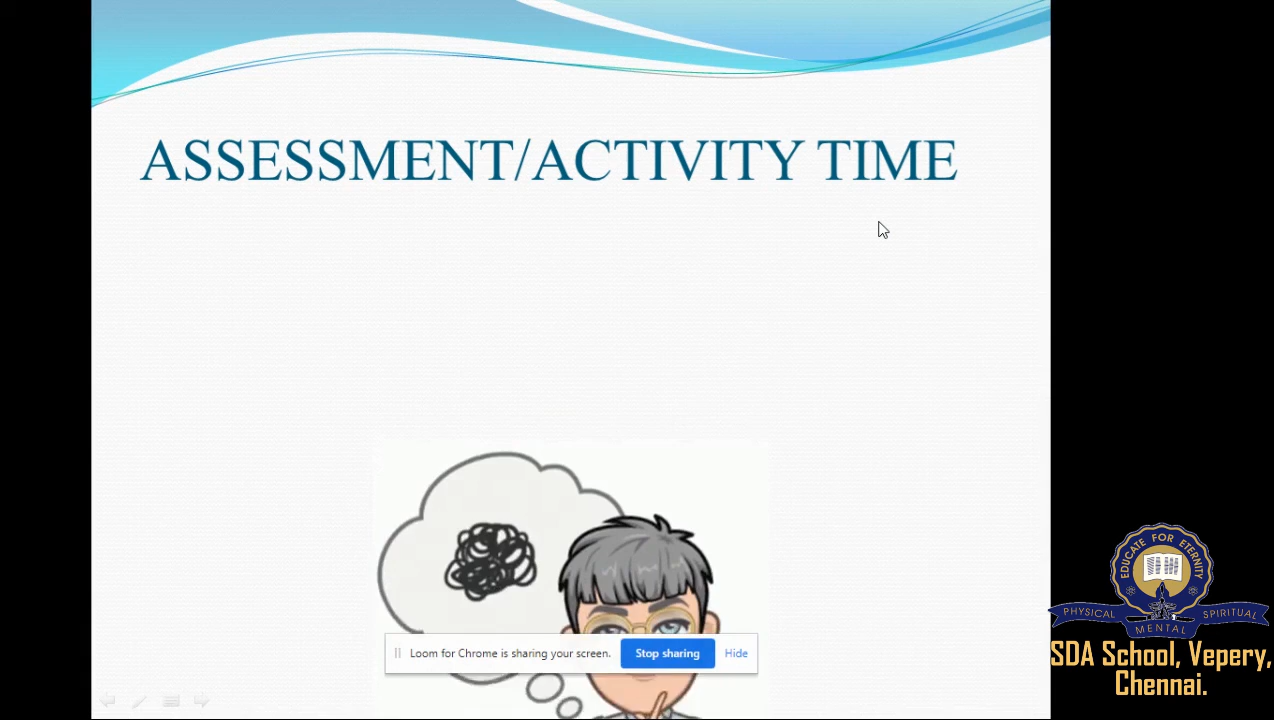 ASSESSMENT/ACTIVITY TIME
Loom for Chrome is sharing your screen. Stop sharing Hide
EDUCATE FOR ETERNITY
PHYSICAL MENTAL SPIRITUAL
SDA School, Vepery,
Chennai.